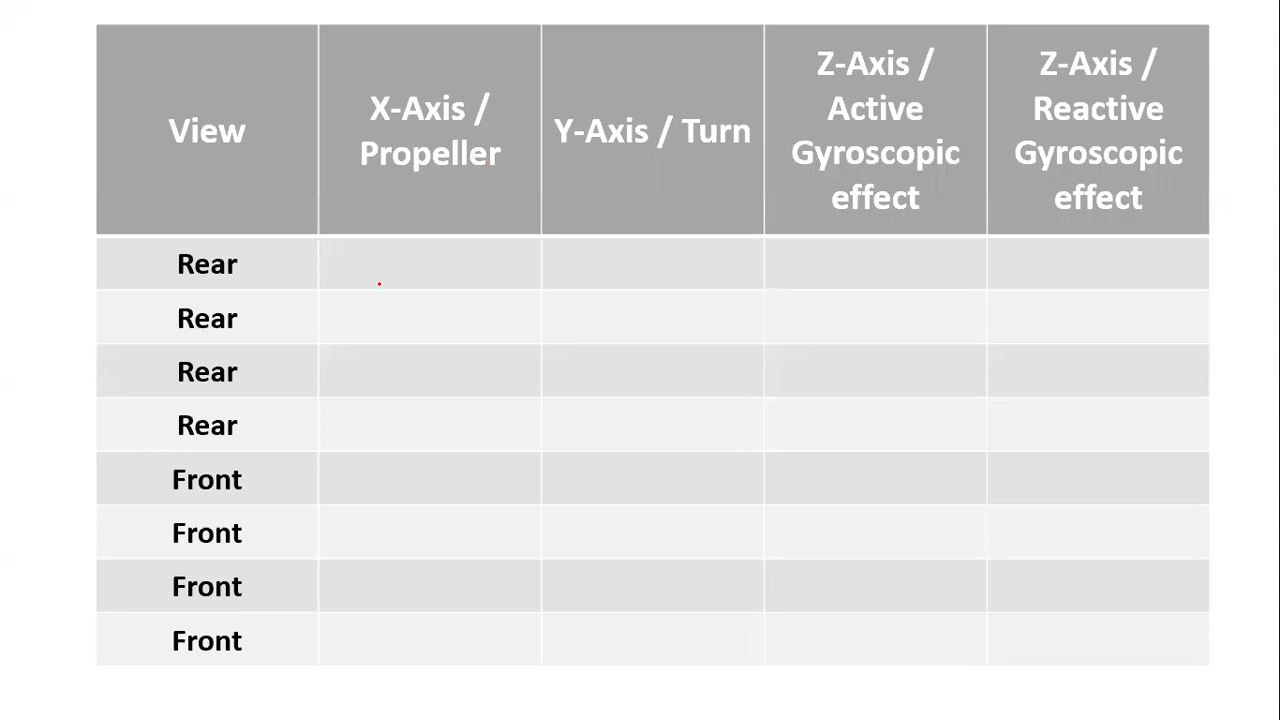 View
X-Axis /
Propeller
Y-Axis / Turn
Z-Axis /
Active
Gyroscopic
effect
Z-Axis /
Reactive
Gyroscopic
effect
Rear
Rear
Rear
Rear
Front
Front
Front
Front